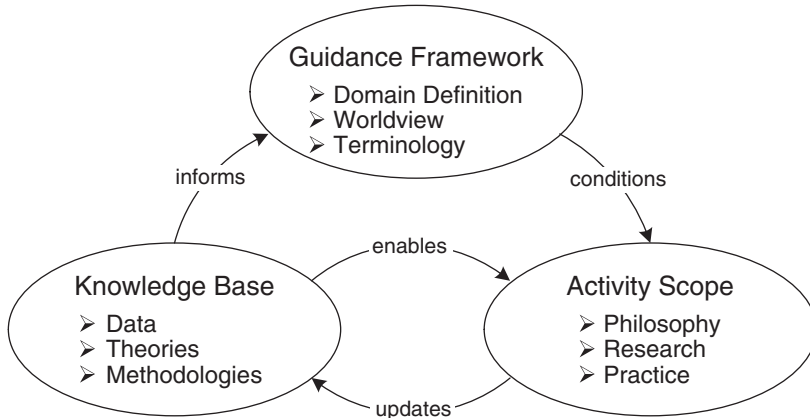 Guidance Framework
➢ Domain Definition
➢ Worldview
➢ Terminology
informs
conditions
enables
Knowledge Base
➢ Data
➢ Theories
➢ Methodologies
Activity Scope
➢ Philosophy
➢ Research
➢ Practice
updates